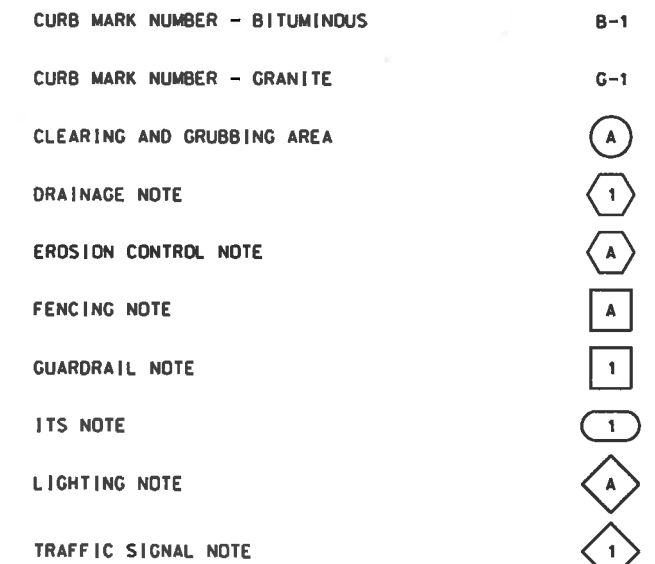 CURB MARK NUMBER - BITUMINOUS B-1
CURB MARK NUMBER - GRANITE G-1
CLEARING AND GRUBBING AREA A
DRAINAGE NOTE 1
EROSION CONTROL NOTE A
FENCING NOTE A
GUARDRAIL NOTE 1
ITS NOTE 1
LIGHTING NOTE A
TRAFFIC SIGNAL NOTE 1